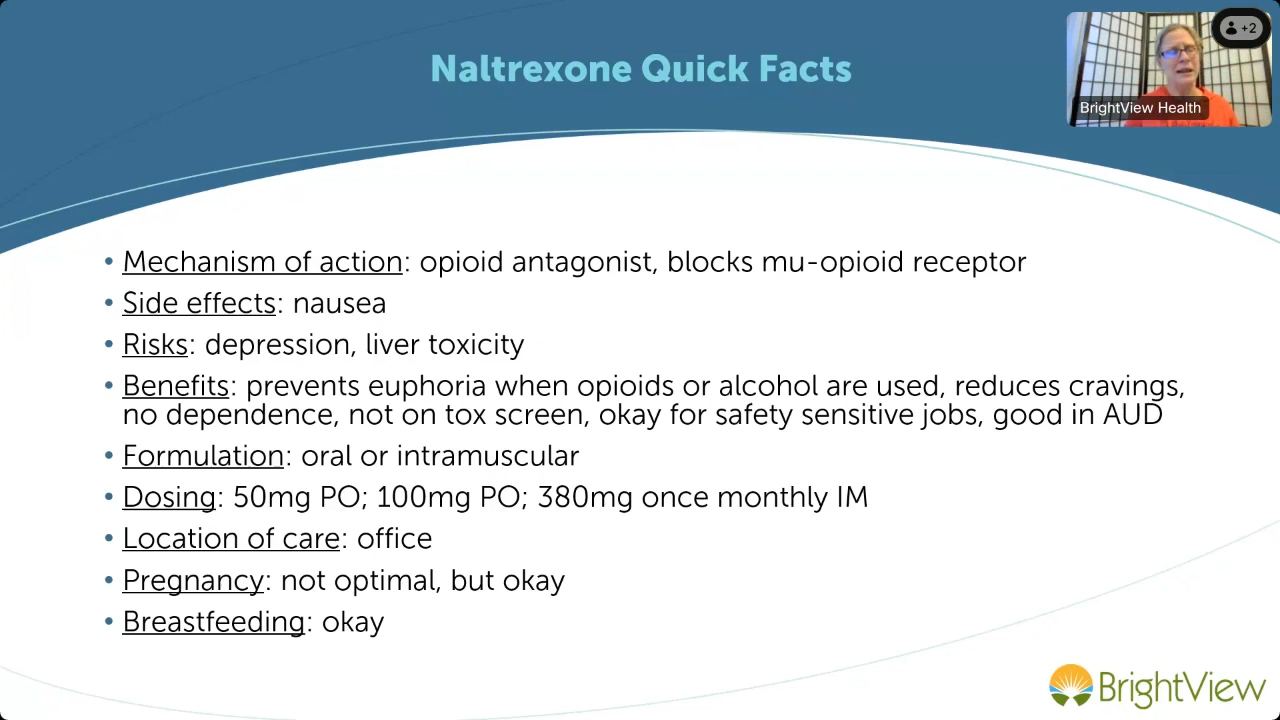 Naltrexone Quick Facts
+2
BrightView Health
• Mechanism of action: opioid antagonist, blocks mu-opioid receptor
• Side effects: nausea
• Risks: depression, liver toxicity
• Benefits: prevents euphoria when opioids or alcohol are used, reduces cravings,
no dependence, not on tox screen, okay for safety sensitive jobs, good in AUD
• Formulation: oral or intramuscular
• Dosing: 50mg PO; 100mg PO; 380mg once monthly IM
• Location of care: office
• Pregnancy: not optimal, but okay
• Breastfeeding: okay
BrightView